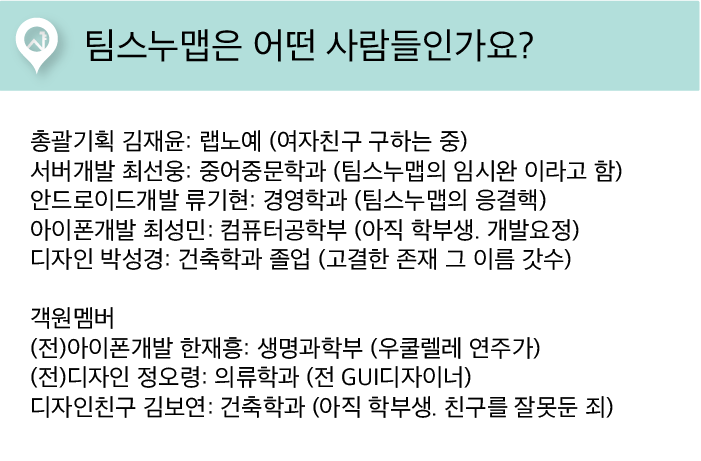 팀스누맵은 어떤 사람들인가요?
총괄기획 김재윤: 랩노예 (여자친구 구하는 중)
서버개발 최선웅: 중어중문학과 (팀스누맵의 임시완 이라고 함)
안드로이드개발 류기현: 경영학과 (팀스누맵의 응결핵)
아이폰개발 최성민: 컴퓨터공학부 (아직 학부생. 개발요정)
디자인 박성경: 건축학과 졸업 (고결한 존재 그 이름 갓수)
객원멤버
(전)아이폰개발 한재흥: 생명과학부 (우쿨렐레 연주가)
(전)디자인 정오령: 의류학과 (전 GUI디자이너)
디자인친구 김보연: 건축학과 (아직 학부생. 친구를 잘못둔 죄)